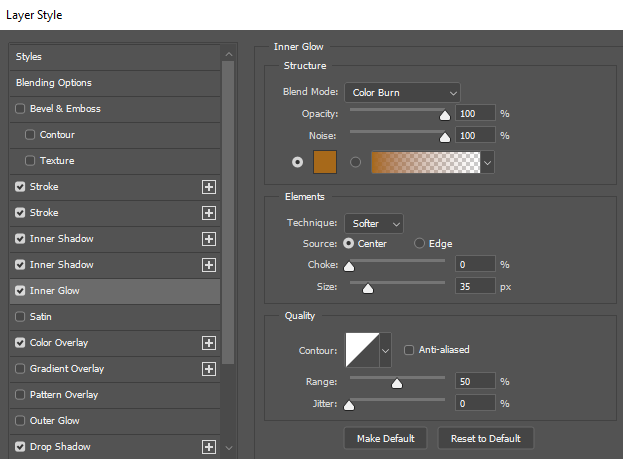 Layer Style
Styles
Blending Options
Bevel & Emboss
Contour
Texture
Stroke
Stroke
Inner Shadow
Inner Shadow
Inner Glow
Satin
Color Overlay
Gradient Overlay
Pattern Overlay
Outer Glow
Drop Shadow
Inner Glow
Structure
Blend Mode: Color Burn
Opacity: 100 %
Noise: 100 %
Elements
Technique: Softer
Source: Center Edge
Choke: 0 %
Size: 35 px
Quality
Contour: Anti-aliased
Range: 50 %
Jitter: 0 %
Make Default Reset to Default